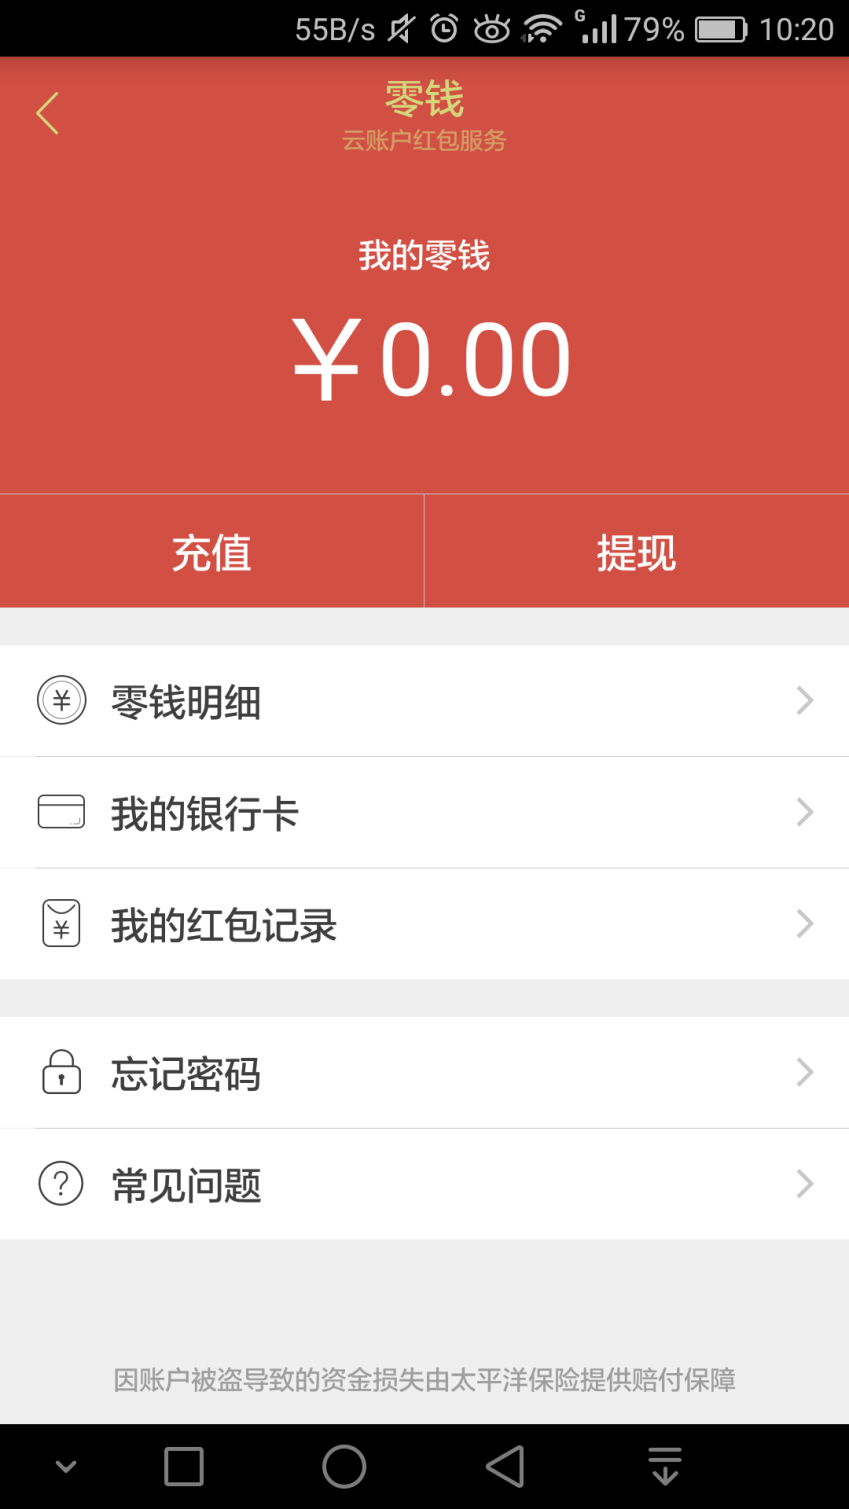 55B/s G 79% 10:20
零钱
云账户红包服务
我的零钱
￥0.00
充值 提现
零钱明细
我的银行卡
我的红包记录
忘记密码
常见问题
因账户被盗导致的资金损失由太平洋保险提供赔付保障